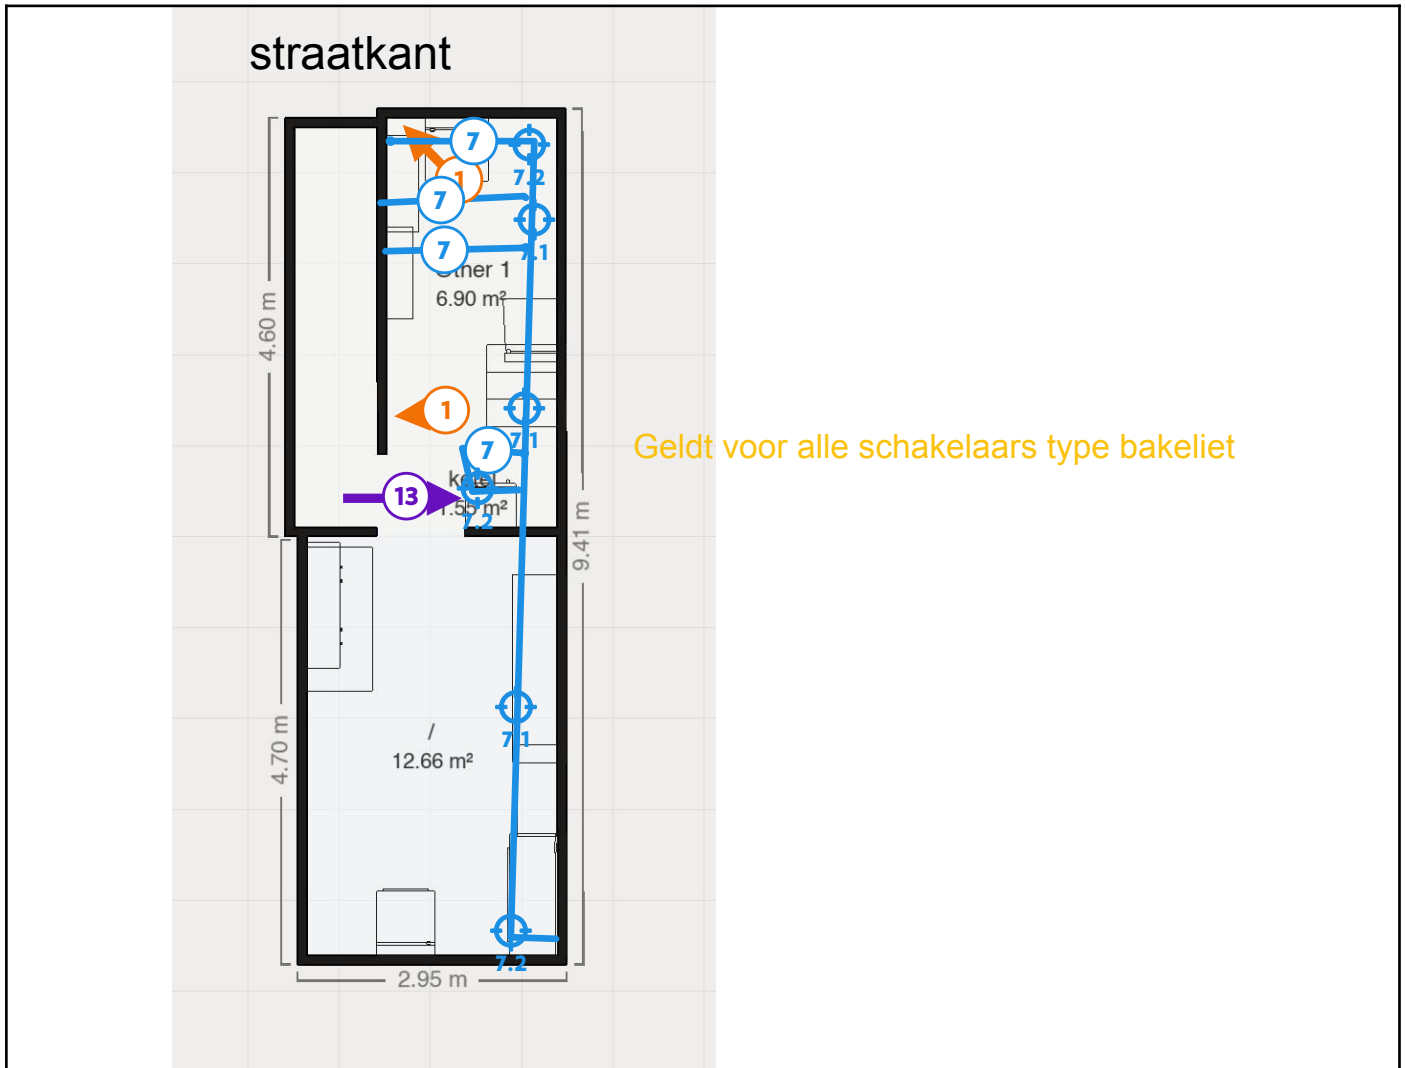 straatkant
7
7.2
1
7
7.1
7
Other 1
6.90 m²
4.60 m
1
7.1
7
Geldt voor alle schakelaars type bakeliet
13
1.55 m²
7.2
9.41 m
7.1
/
12.66 m²
4.70 m
7.2
2.95 m